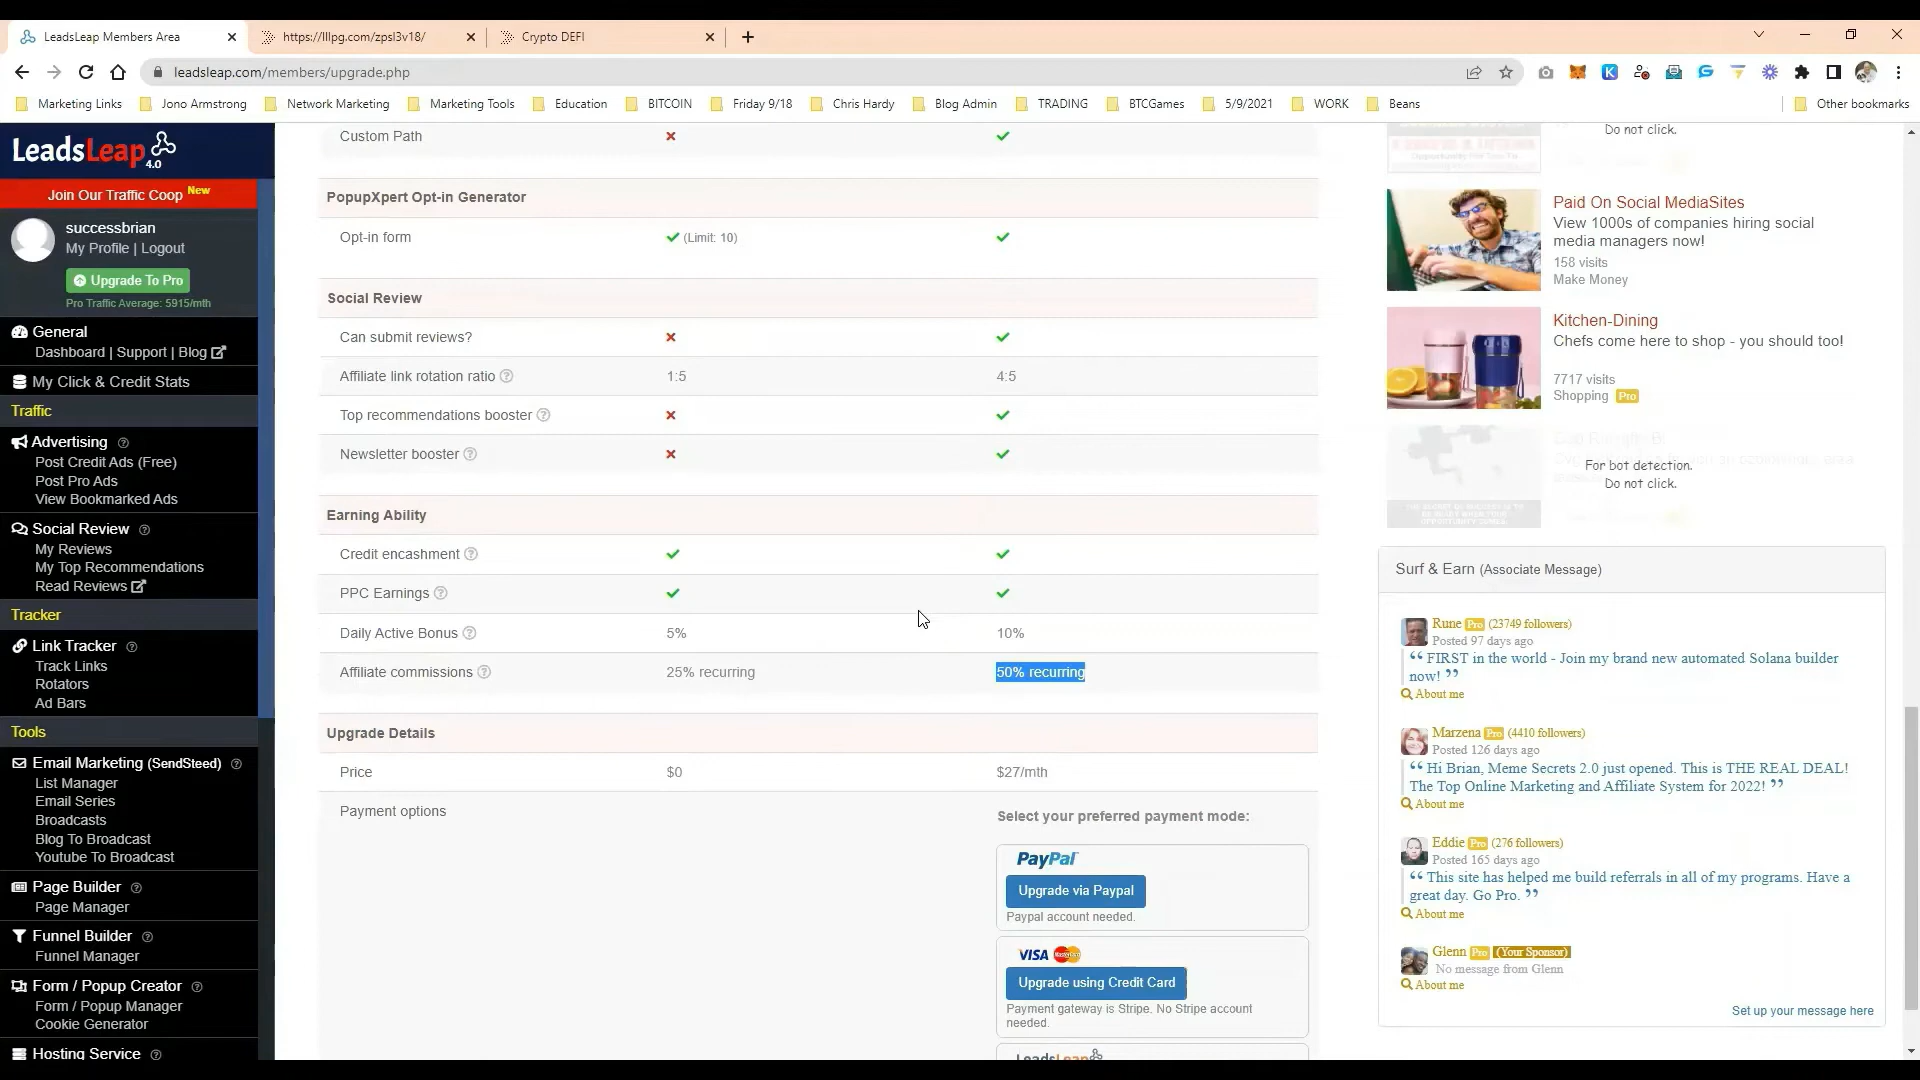 LeadsLeap Members Area
https://lllpg.com/zpsl3v18/
Crypto DEFI
leadsleap.com/members/upgrade.php
Marketing Links
Jono Armstrong
Network Marketing
Marketing Tools
Education
BITCOIN
Friday 9/18
Chris Hardy
Blog Admin
TRADING
BTCGames
5/9/2021
WORK
Beans
Other bookmarks
LeadsLeap 4.0
Join Our Traffic Coop New
successbrian
My Profile | Logout
Upgrade To Pro
Pro Traffic Average: 5915/mth
General
Dashboard | Support | Blog
My Click & Credit Stats
Traffic
Advertising
Post Credit Ads (Free)
Post Pro Ads
View Bookmarked Ads
Social Review
My Reviews
My Top Recommendations
Read Reviews
Tracker
Link Tracker
Track Links
Rotators
Ad Bars
Tools
Email Marketing (SendSteed)
List Manager
Email Series
Broadcasts
Blog To Broadcast
Youtube To Broadcast
Page Builder
Page Manager
Funnel Builder
Funnel Manager
Form / Popup Creator
Form / Popup Manager
Cookie Generator
Hosting Service
Custom Path
PopupXpert Opt-in Generator
Opt-in form (Limit: 10)
Social Review
Can submit reviews?
Affiliate link rotation ratio 1:5 4:5
Top recommendations booster
Newsletter booster
Earning Ability
Credit encashment
PPC Earnings
Daily Active Bonus 5% 10%
Affiliate commissions 25% recurring 50% recurring
Upgrade Details
Price $0 $27/mth
Payment options
Select your preferred payment mode:
PayPal
Upgrade via Paypal
Paypal account needed.
VISA MasterCard
Upgrade using Credit Card
Payment gateway is Stripe. No Stripe account
needed.
LeadsLeap
Do not click.
Paid On Social MediaSites
View 1000s of companies hiring social
media managers now!
158 visits
Make Money
Kitchen-Dining
Chefs come here to shop - you should too!
7717 visits
Shopping Pro
For bot detection.
Do not click.
Surf & Earn (Associate Message)
Rune Pro (23749 followers)
Posted 97 days ago
“ FIRST in the world - Join my brand new automated Solana builder
now! ”
About me
Marzena Pro (4410 followers)
Posted 126 days ago
“ Hi Brian, Meme Secrets 2.0 just opened. This is THE REAL DEAL!
The Top Online Marketing and Affiliate System for 2022! ”
About me
Eddie Pro (276 followers)
Posted 165 days ago
“ This site has helped me build referrals in all of my programs. Have a
great day. Go Pro. ”
About me
Glenn Pro (Your Sponsor)
No message from Glenn
About me
Set up your message here